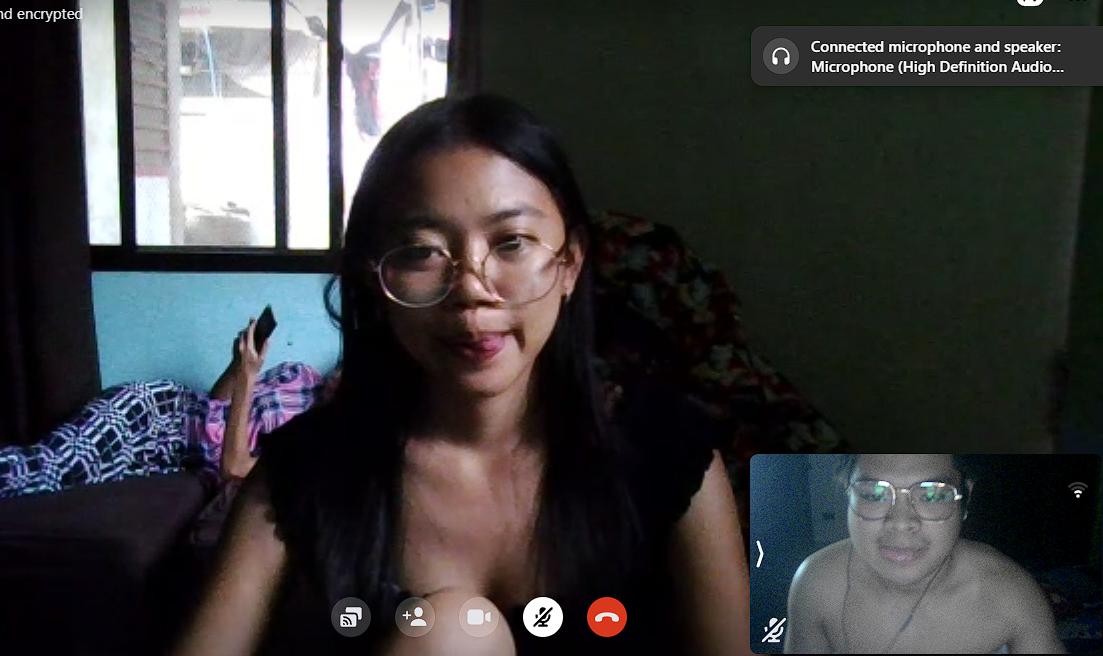 nd encrypted
Connected microphone and speaker:
Microphone (High Definition Audio...